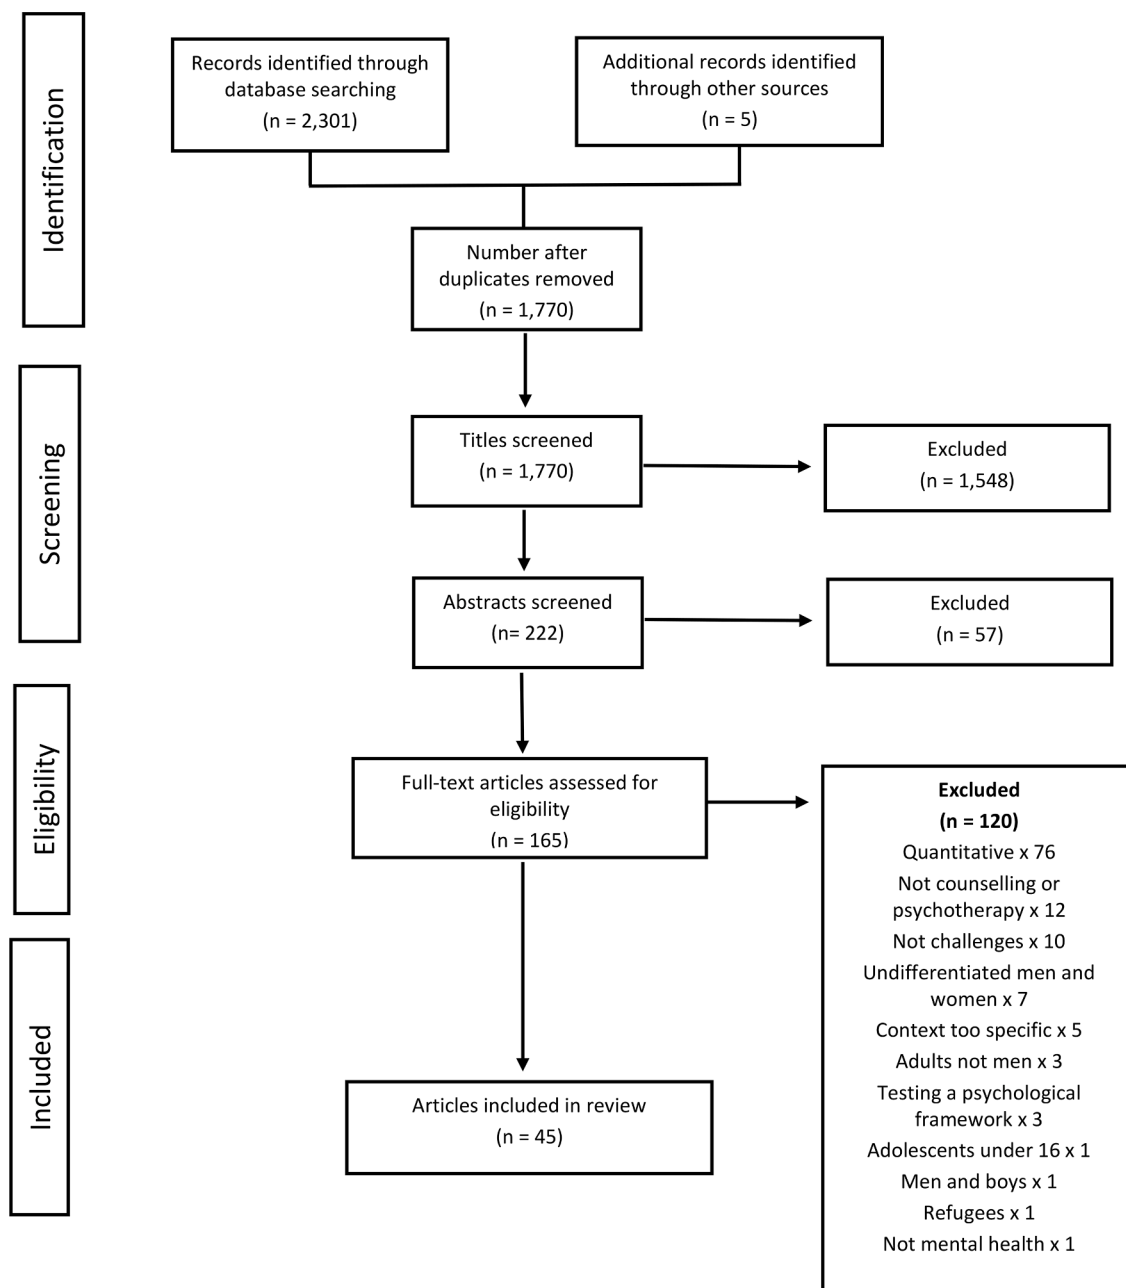 Identification
Records identified through
database searching
(n = 2,301)
Additional records identified
through other sources
(n = 5)
Number after
duplicates removed
(n = 1,770)
Screening
Titles screened
(n = 1,770)
Excluded
(n = 1,548)
Abstracts screened
(n= 222)
Excluded
(n = 57)
Eligibility
Full-text articles assessed for
eligibility
(n = 165)
Excluded
(n = 120)
Quantitative x 76
Not counselling or
psychotherapy x 12
Not challenges x 10
Undifferentiated men and
women x 7
Context too specific x 5
Adults not men x 3
Testing a psychological
framework x 3
Adolescents under 16 x 1
Men and boys x 1
Refugees x 1
Not mental health x 1
Included
Articles included in review
(n = 45)